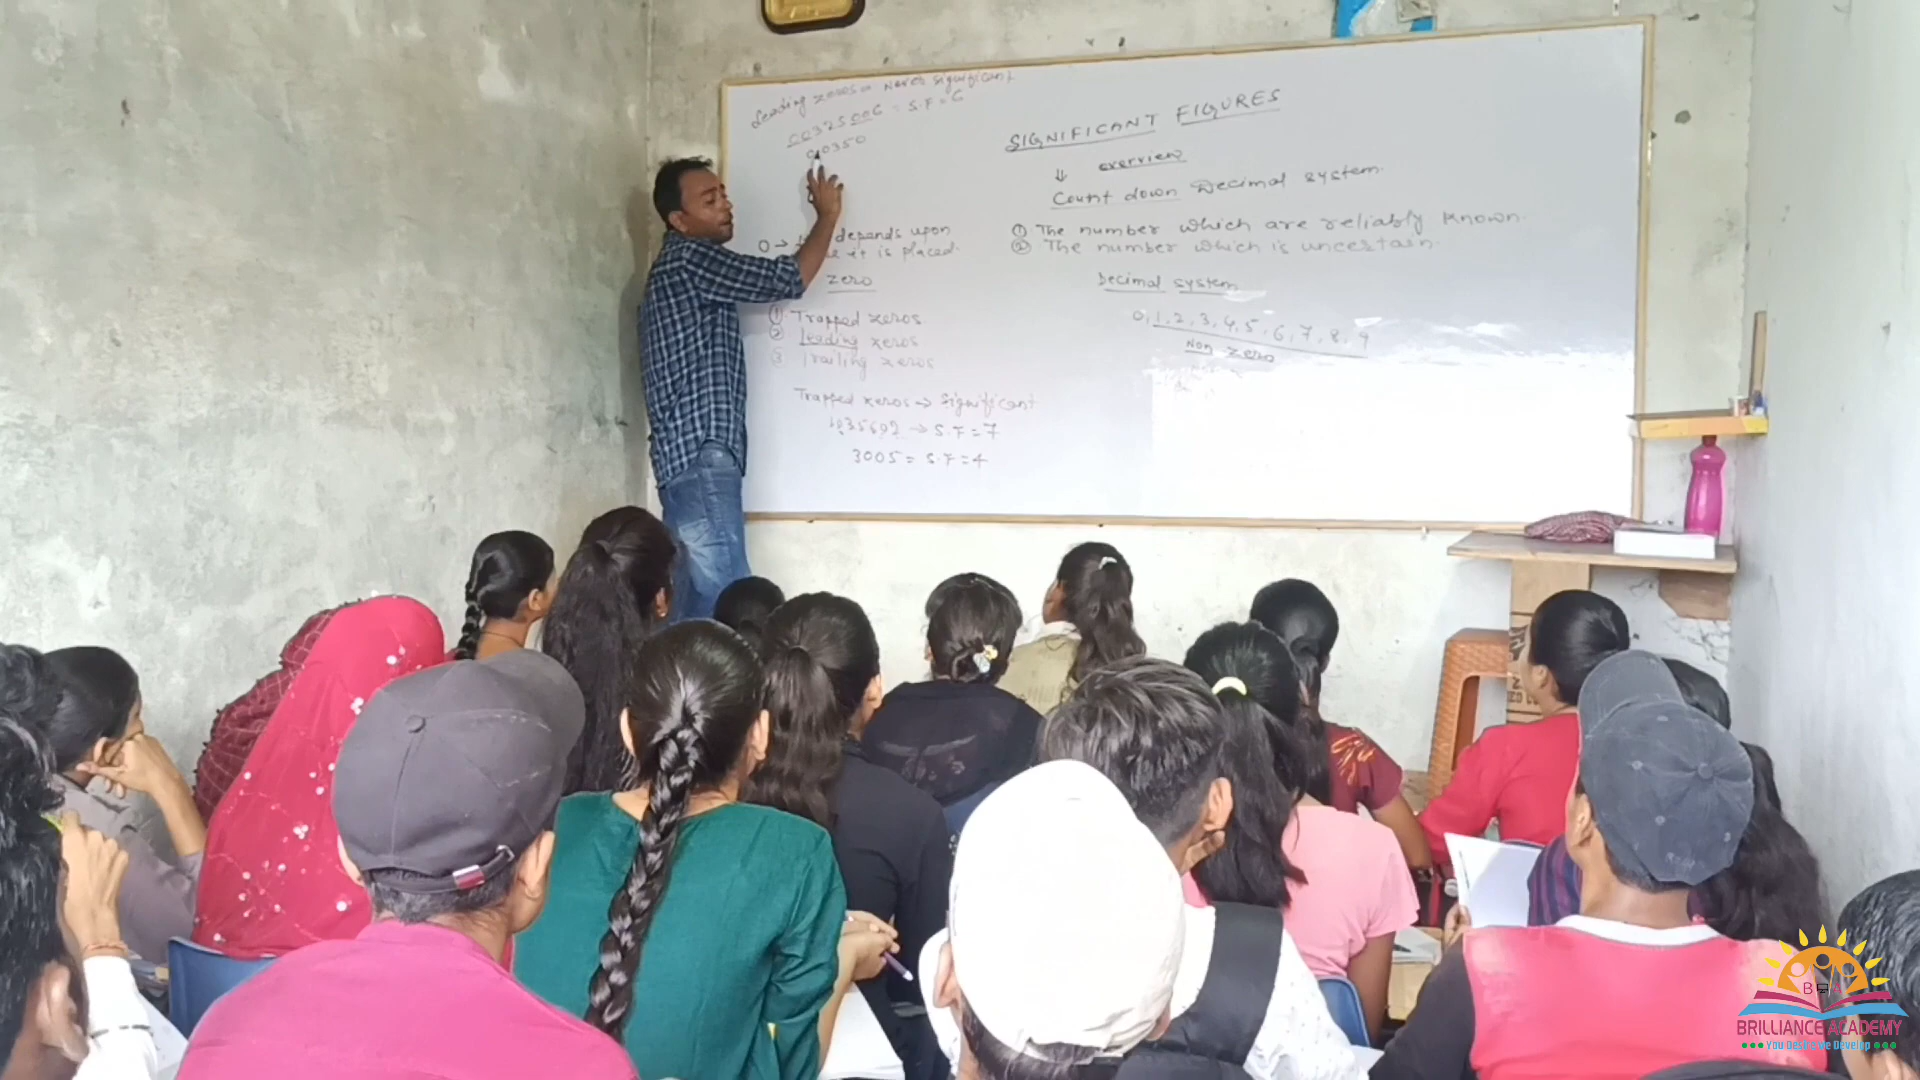 Leading zeros → never significant
00325006 = S.F = 6
00350
0 → depends upon
it is placed.
zero
① Trapped zeros
② Leading zeros
③ Trailing zeros
Trapped zeros → Significant
1035602 → S.F = 7
3005 = S.F = 4
SIGNIFICANT FIGURES
⇓ overview
Count down Decimal system.
① The number which are reliably known.
② The number which is uncertain.
Decimal system
0, 1, 2, 3, 4, 5, 6, 7, 8, 9
Non zero
B A
BRILLIANCE ACADEMY
You Desire We Develop